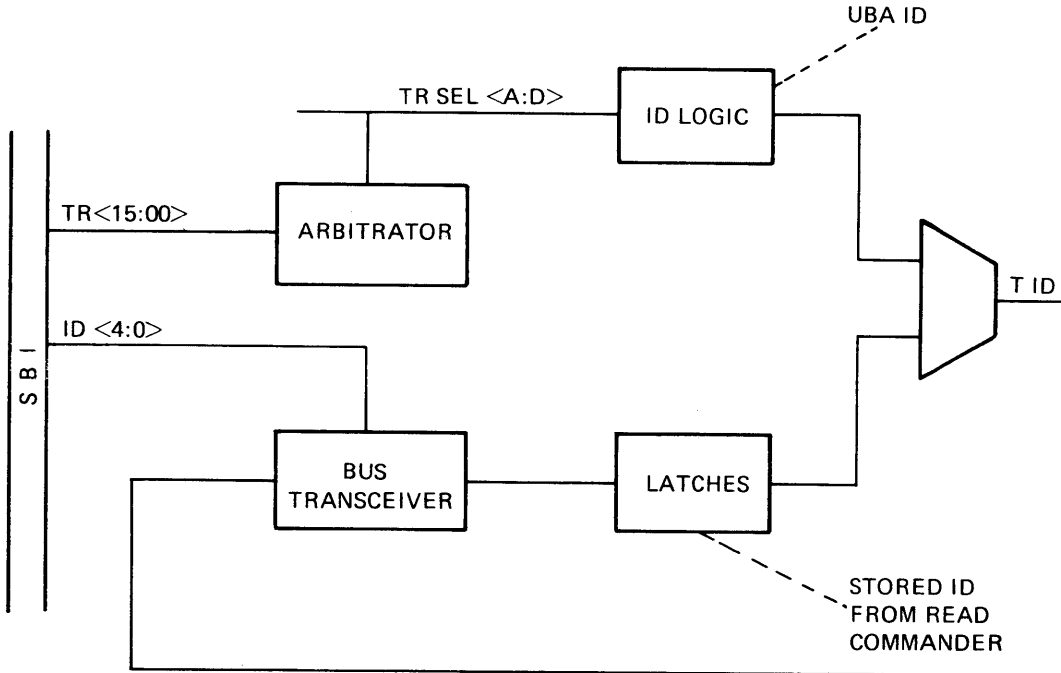 UBA ID
TR SEL <A:D>
ID LOGIC
TR<15:00>
ARBITRATOR
T ID
ID <4:0>
SBI
BUS
TRANSCEIVER
LATCHES
STORED ID
FROM READ
COMMANDER